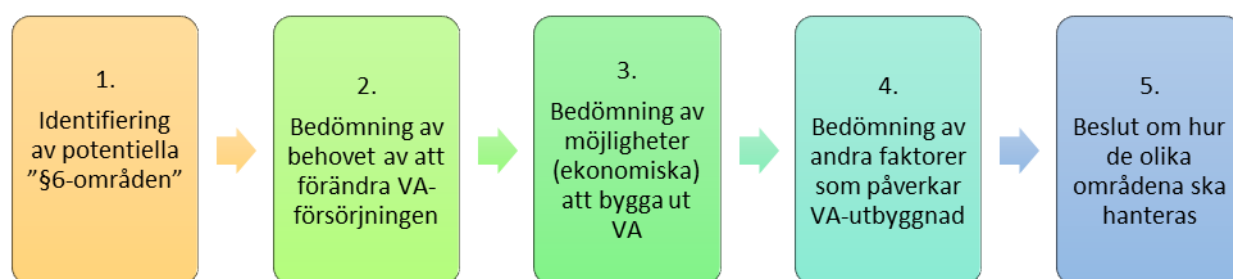 1.
Identifiering
av potentiella
”§6-områden”
2.
Bedömning av
behovet av att
förändra VA-
försörjningen
3.
Bedömning av
möjligheter
(ekonomiska)
att bygga ut
VA
4.
Bedömning av
andra faktorer
som påverkar
VA-utbyggnad
5.
Beslut om hur
de olika
områdena ska
hanteras